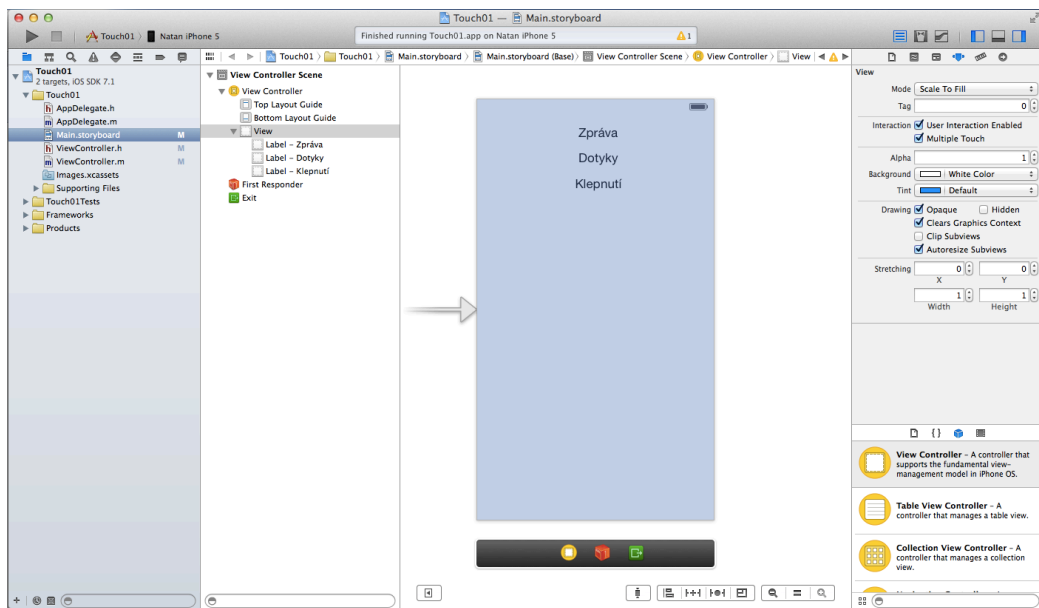 Touch01 — Main.storyboard
Touch01 Natan iPhone 5
Finished running Touch01.app on Natan iPhone 5
1
Touch01 Touch01 Main.storyboard Main.storyboard (Base) View Controller Scene View Controller View
Touch01
2 targets, iOS SDK 7.1
Touch01
AppDelegate.h
AppDelegate.m
Main.storyboard M
ViewController.h M
ViewController.m M
Images.xcassets
Supporting Files
Touch01Tests
Frameworks
Products
View Controller Scene
View Controller
Top Layout Guide
Bottom Layout Guide
View
Label – Zpráva
Label – Dotyky
Label – Klepnutí
First Responder
Exit
Zpráva
Dotyky
Klepnutí
View
Mode Scale To Fill
Tag 0
Interaction User Interaction Enabled
Multiple Touch
Alpha 1
Background White Color
Tint Default
Drawing Opaque Hidden
Clears Graphics Context
Clip Subviews
Autoresize Subviews
Stretching 0 0
X Y
1 1
Width Height
View Controller – A controller that
supports the fundamental view-
management model in iPhone OS.
Table View Controller – A
controller that manages a table view.
Collection View Controller – A
controller that manages a collection
view.